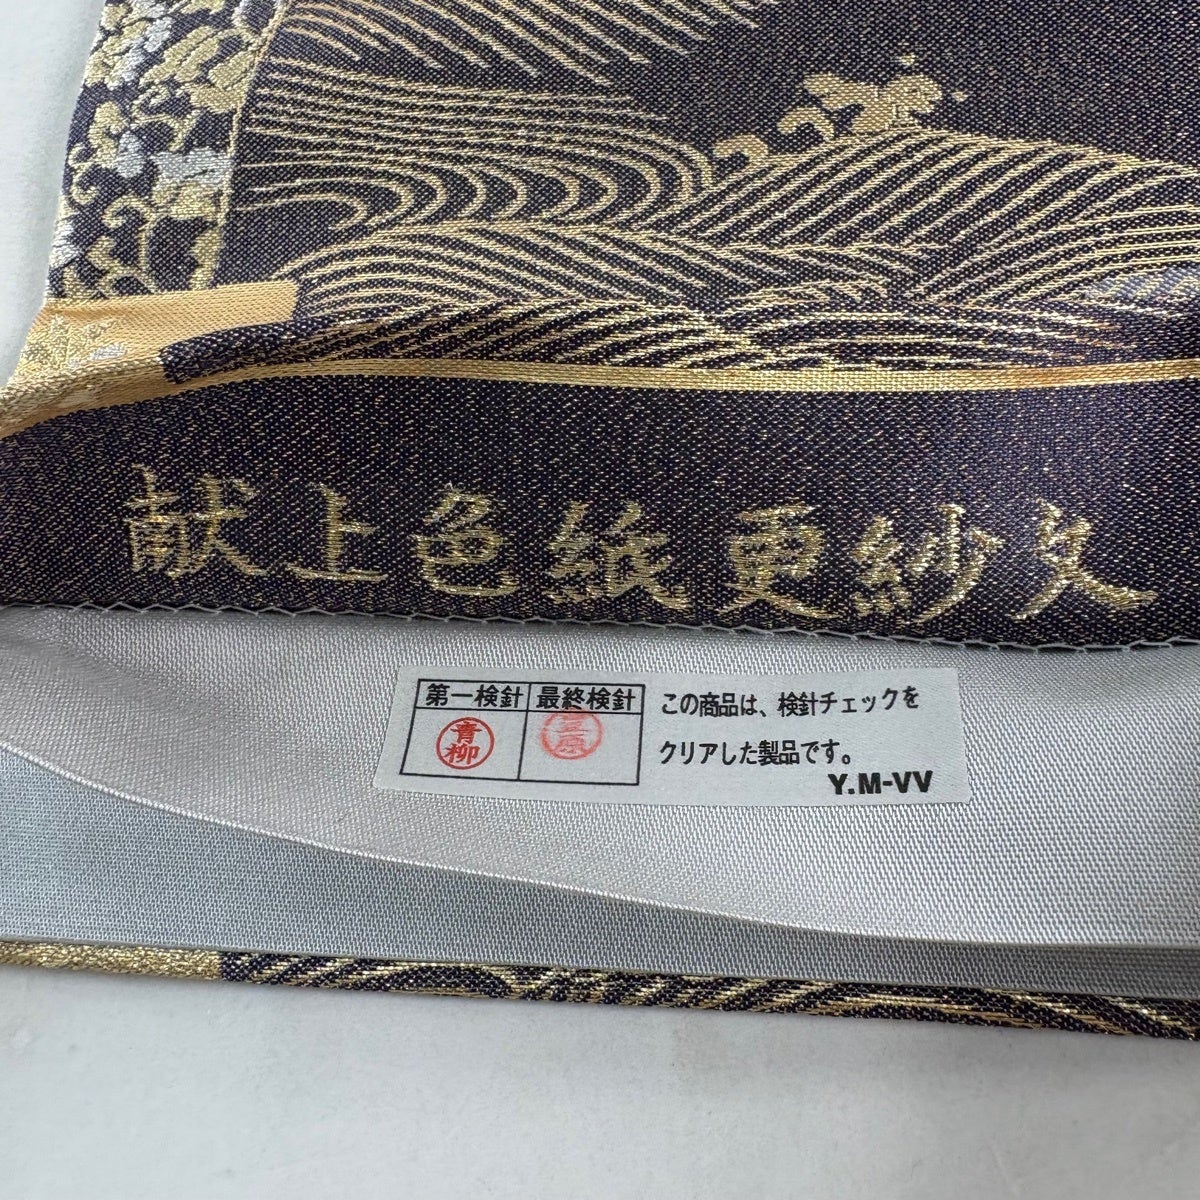 献上色紙更紗文
第一検針 最終検針
青柳
この商品は、検針チェックを
クリアした製品です。
Y.M-VV